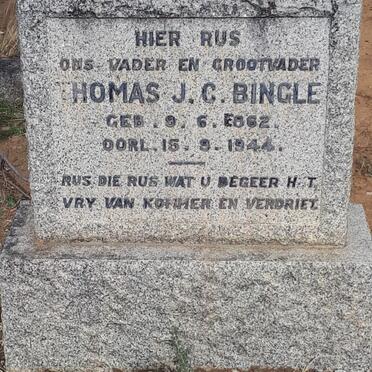 HIER RUS
ONS VADER EN GROOTVADER
THOMAS J. C. BINGLE
GEB. 9. 6. 1862.
OORL. 15. 9. 1944.
RUS DIE RUS WAT U BEGEER HET
VRY VAN KOMMER EN VERDRIET